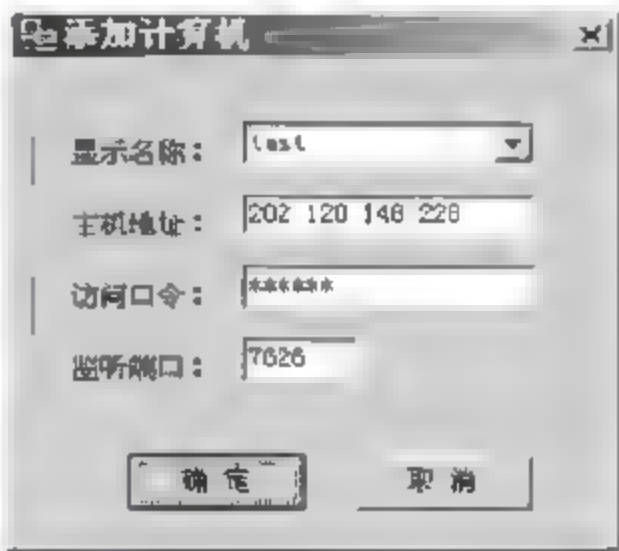 添加计算机
显示名称： test
主机地址： 202 120 148 228
访问口令： ******
监听端口： 7626
确定 取消